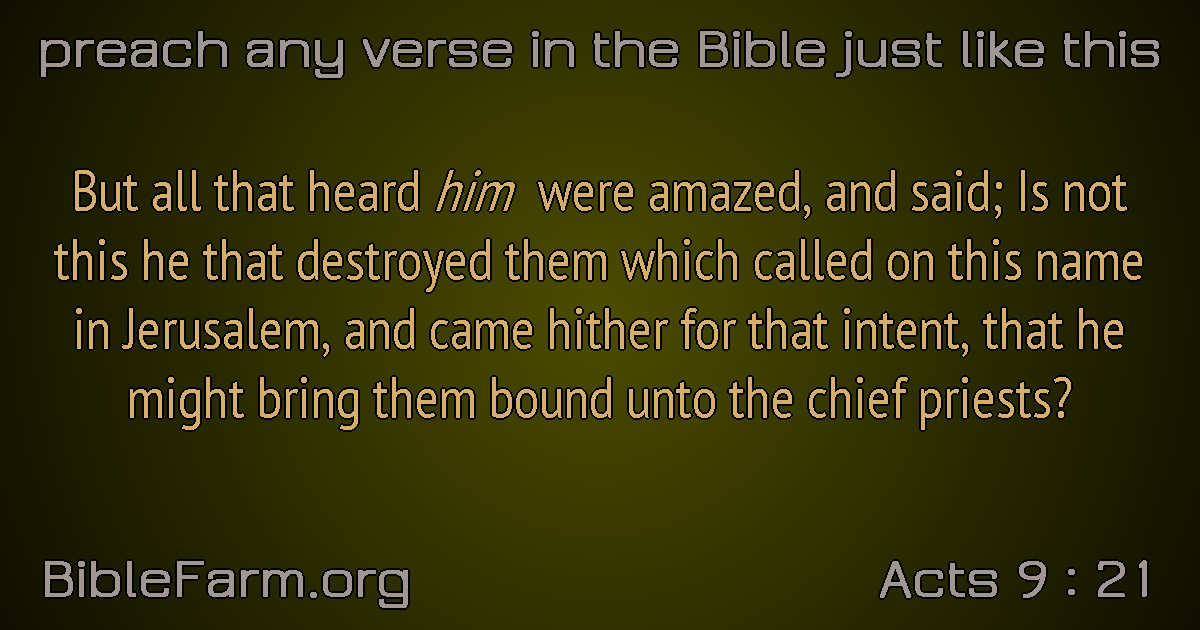 preach any verse in the Bible just like this
But all that heard him were amazed, and said; Is not
this he that destroyed them which called on this name
in Jerusalem, and came hither for that intent, that he
might bring them bound unto the chief priests?
BibleFarm.org
Acts 9 : 21